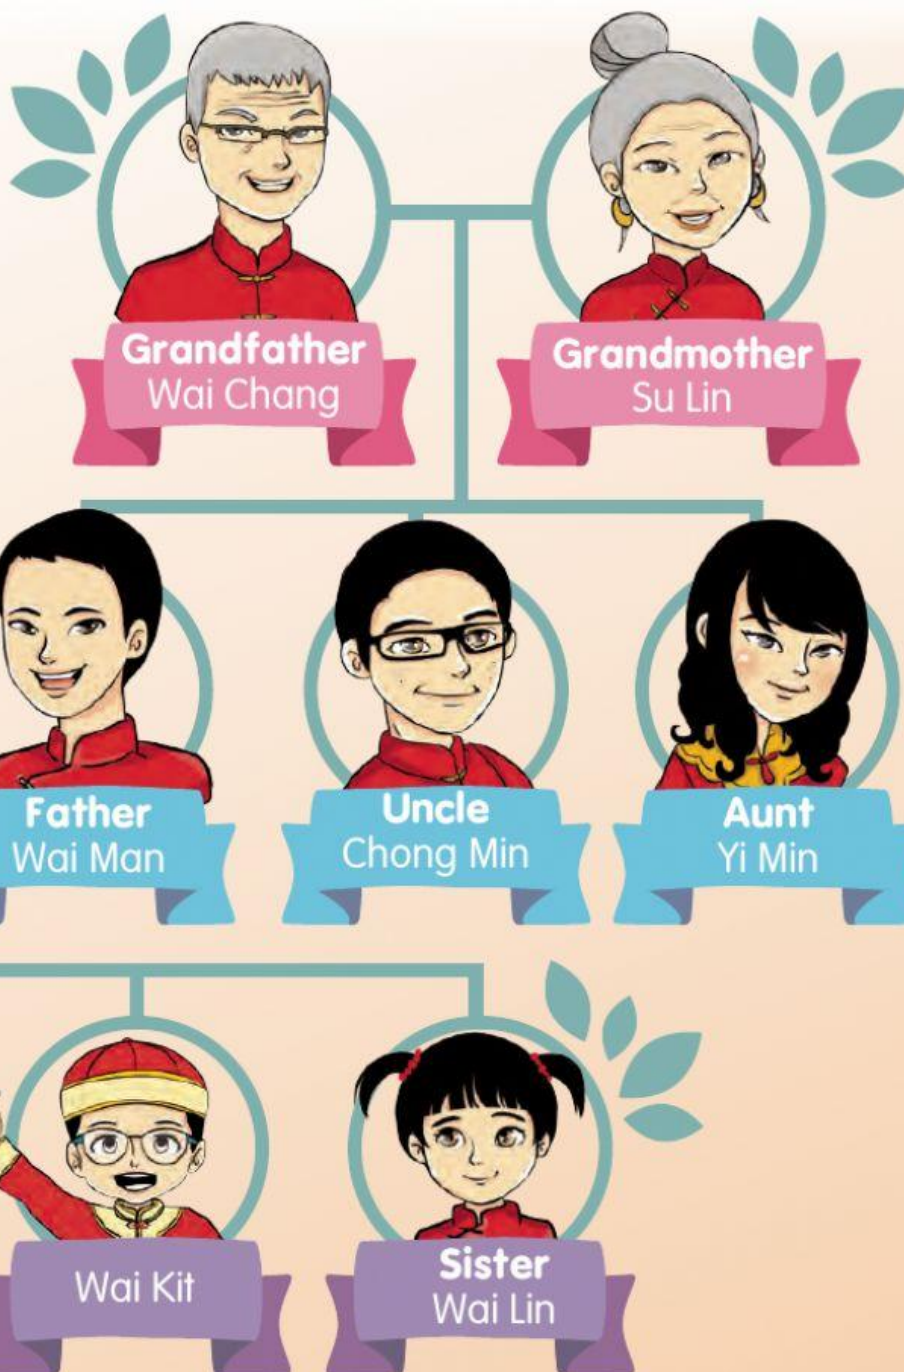 Grandfather
Wai Chang
Grandmother
Su Lin
Father
Wai Man
Uncle
Chong Min
Aunt
Yi Min
Wai Kit
Sister
Wai Lin